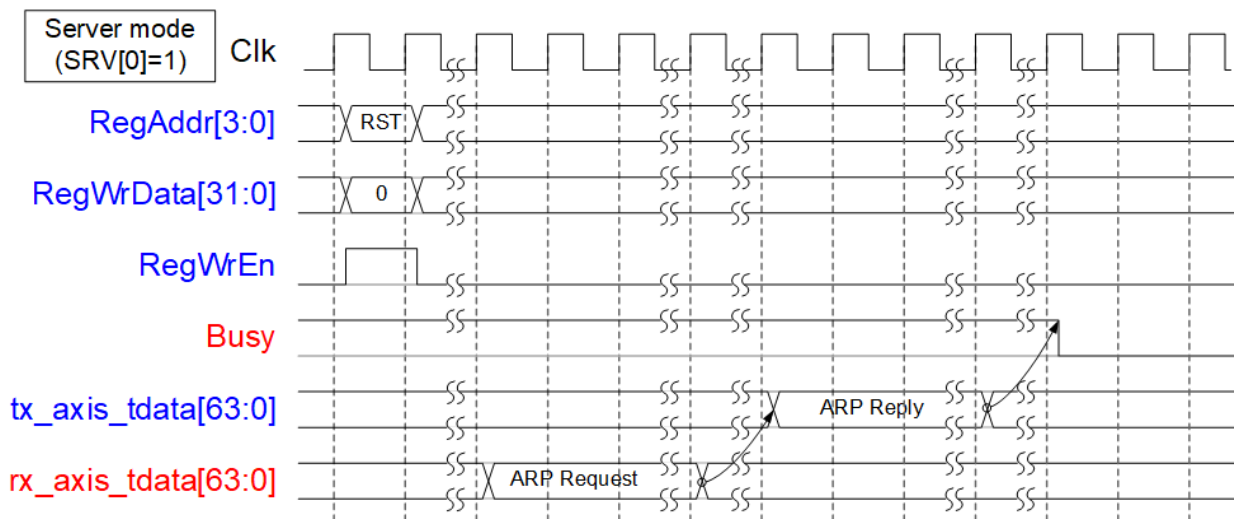 Server mode
(SRV[0]=1)
Clk
RegAddr[3:0]
RST
RegWrData[31:0]
0
RegWrEn
Busy
tx_axis_tdata[63:0]
ARP Reply
rx_axis_tdata[63:0]
ARP Request